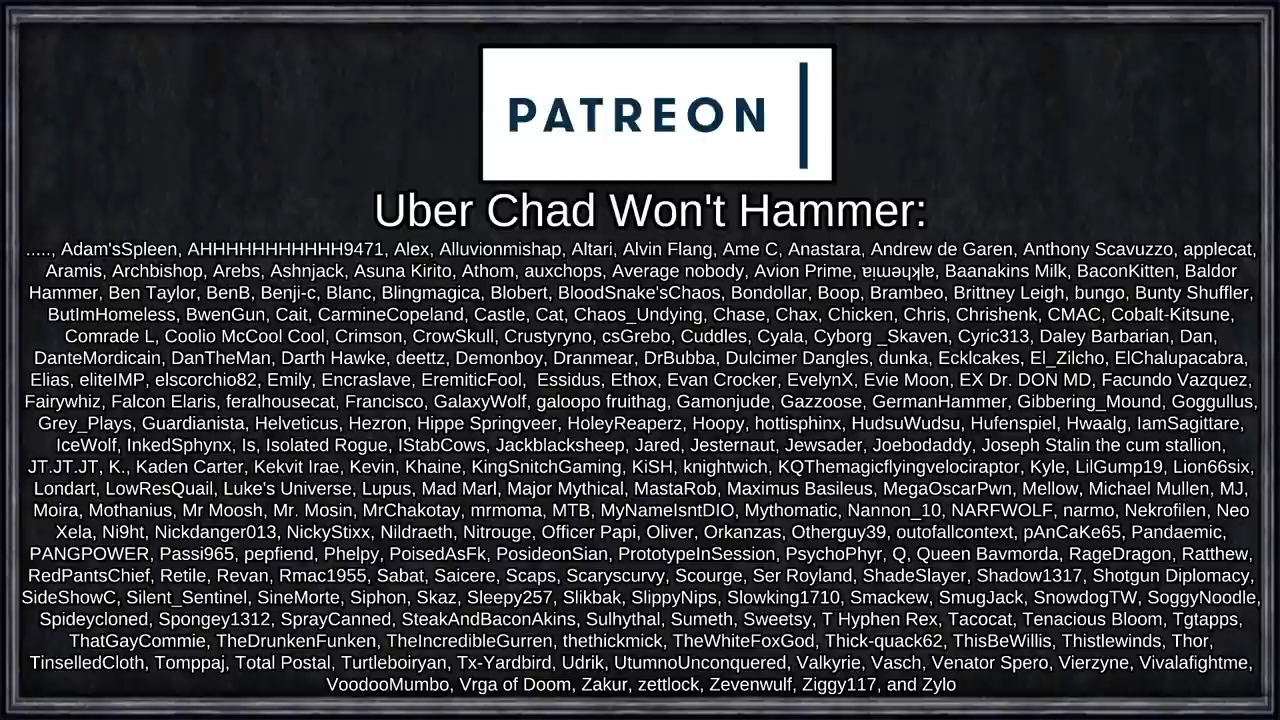 PATREON
Uber Chad Won't Hammer:
....., Adam'sSpleen, AHHHHHHHHHHHH9471, Alex, Alluvionmishap, Altari, Alvin Flang, Ame C, Anastara, Andrew de Garen, Anthony Scavuzzo, applecat,
Aramis, Archbishop, Arebs, Ashnjack, Asuna Kirito, Athom, auxchops, Average nobody, Avion Prime, Baanakins Milk, BaconKitten, Baldor
Hammer, Ben Taylor, BenB, Benji-c, Blanc, Blingmagica, Blobert, BloodSnake'sChaos, Bondollar, Boop, Brambeo, Brittney Leigh, bungo, Bunty Shuffler,
ButImHomeless, BwenGun, Cait, CarmineCopeland, Castle, Cat, Chaos_Undying, Chase, Chax, Chicken, Chris, Chrishenk, CMAC, Cobalt-Kitsune,
Comrade L, Coolio McCool Cool, Crimson, CrowSkull, Crustyryno, csGrebo, Cuddles, Cyala, Cyborg _Skaven, Cyric313, Daley Barbarian, Dan,
DanteMordicain, DanTheMan, Darth Hawke, deettz, Demonboy, Dranmear, DrBubba, Dulcimer Dangles, dunka, Ecklcakes, El_Zilcho, ElChalupacabra,
Elias, eliteIMP, elscorchio82, Emily, Encraslave, EremiticFool, Essidus, Ethox, Evan Crocker, EvelynX, Evie Moon, EX Dr. DON MD, Facundo Vazquez,
Fairywhiz, Falcon Elaris, feralhousecat, Francisco, GalaxyWolf, galoopo fruithag, Gamonjude, Gazzoose, GermanHammer, Gibbering_Mound, Goggullus,
Grey_Plays, Guardianista, Helveticus, Hezron, Hippe Springveer, HoleyReaperz, Hoopy, hottisphinx, HudsuWudsu, Hufenspiel, Hwaalg, IamSagittare,
IceWolf, InkedSphynx, Is, Isolated Rogue, IStabCows, Jackblacksheep, Jared, Jesternaut, Jewsader, Joebodaddy, Joseph Stalin the cum stallion,
JT.JT.JT, K., Kaden Carter, Kekvit Irae, Kevin, Khaine, KingSnitchGaming, KiSH, knightwich, KQThemagicflyingvelociraptor, Kyle, LilGump19, Lion66six,
Londart, LowResQuail, Luke's Universe, Lupus, Mad Marl, Major Mythical, MastaRob, Maximus Basileus, MegaOscarPwn, Mellow, Michael Mullen, MJ,
Moira, Mothanius, Mr Moosh, Mr. Mosin, MrChakotay, mrmoma, MTB, MyNameIsntDIO, Mythomatic, Nannon_10, NARFWOLF, narmo, Nekrofilen, Neo
Xela, Ni9ht, Nickdanger013, NickyStixx, Nildraeth, Nitrouge, Officer Papi, Oliver, Orkanzas, Otherguy39, outofallcontext, pAnCaKe65, Pandaemic,
PANGPOWER, Passi965, pepfiend, Phelpy, PoisedAsFk, PosideonSian, PrototypeInSession, PsychoPhyr, Q, Queen Bavmorda, RageDragon, Ratthew,
RedPantsChief, Retile, Revan, Rmac1955, Sabat, Saicere, Scaps, Scaryscurvy, Scourge, Ser Royland, ShadeSlayer, Shadow1317, Shotgun Diplomacy,
SideShowC, Silent_Sentinel, SineMorte, Siphon, Skaz, Sleepy257, Slikbak, SlippyNips, Slowking1710, Smackew, SmugJack, SnowdogTW, SoggyNoodle,
Spideycloned, Spongey1312, SprayCanned, SteakAndBaconAkins, Sulhythal, Sumeth, Sweetsy, T Hyphen Rex, Tacocat, Tenacious Bloom, Tgtapps,
ThatGayCommie, TheDrunkenFunken, TheIncredibleGurren, thethickmick, TheWhiteFoxGod, Thick-quack62, ThisBeWillis, Thistlewinds, Thor,
TinselledCloth, Tomppaj, Total Postal, Turtleboiryan, Tx-Yardbird, Udrik, UtumnoUnconquered, Valkyrie, Vasch, Venator Spero, Vierzyne, Vivalafightme,
VoodooMumbo, Vrga of Doom, Zakur, zettlock, Zevenwulf, Ziggy117, and Zylo